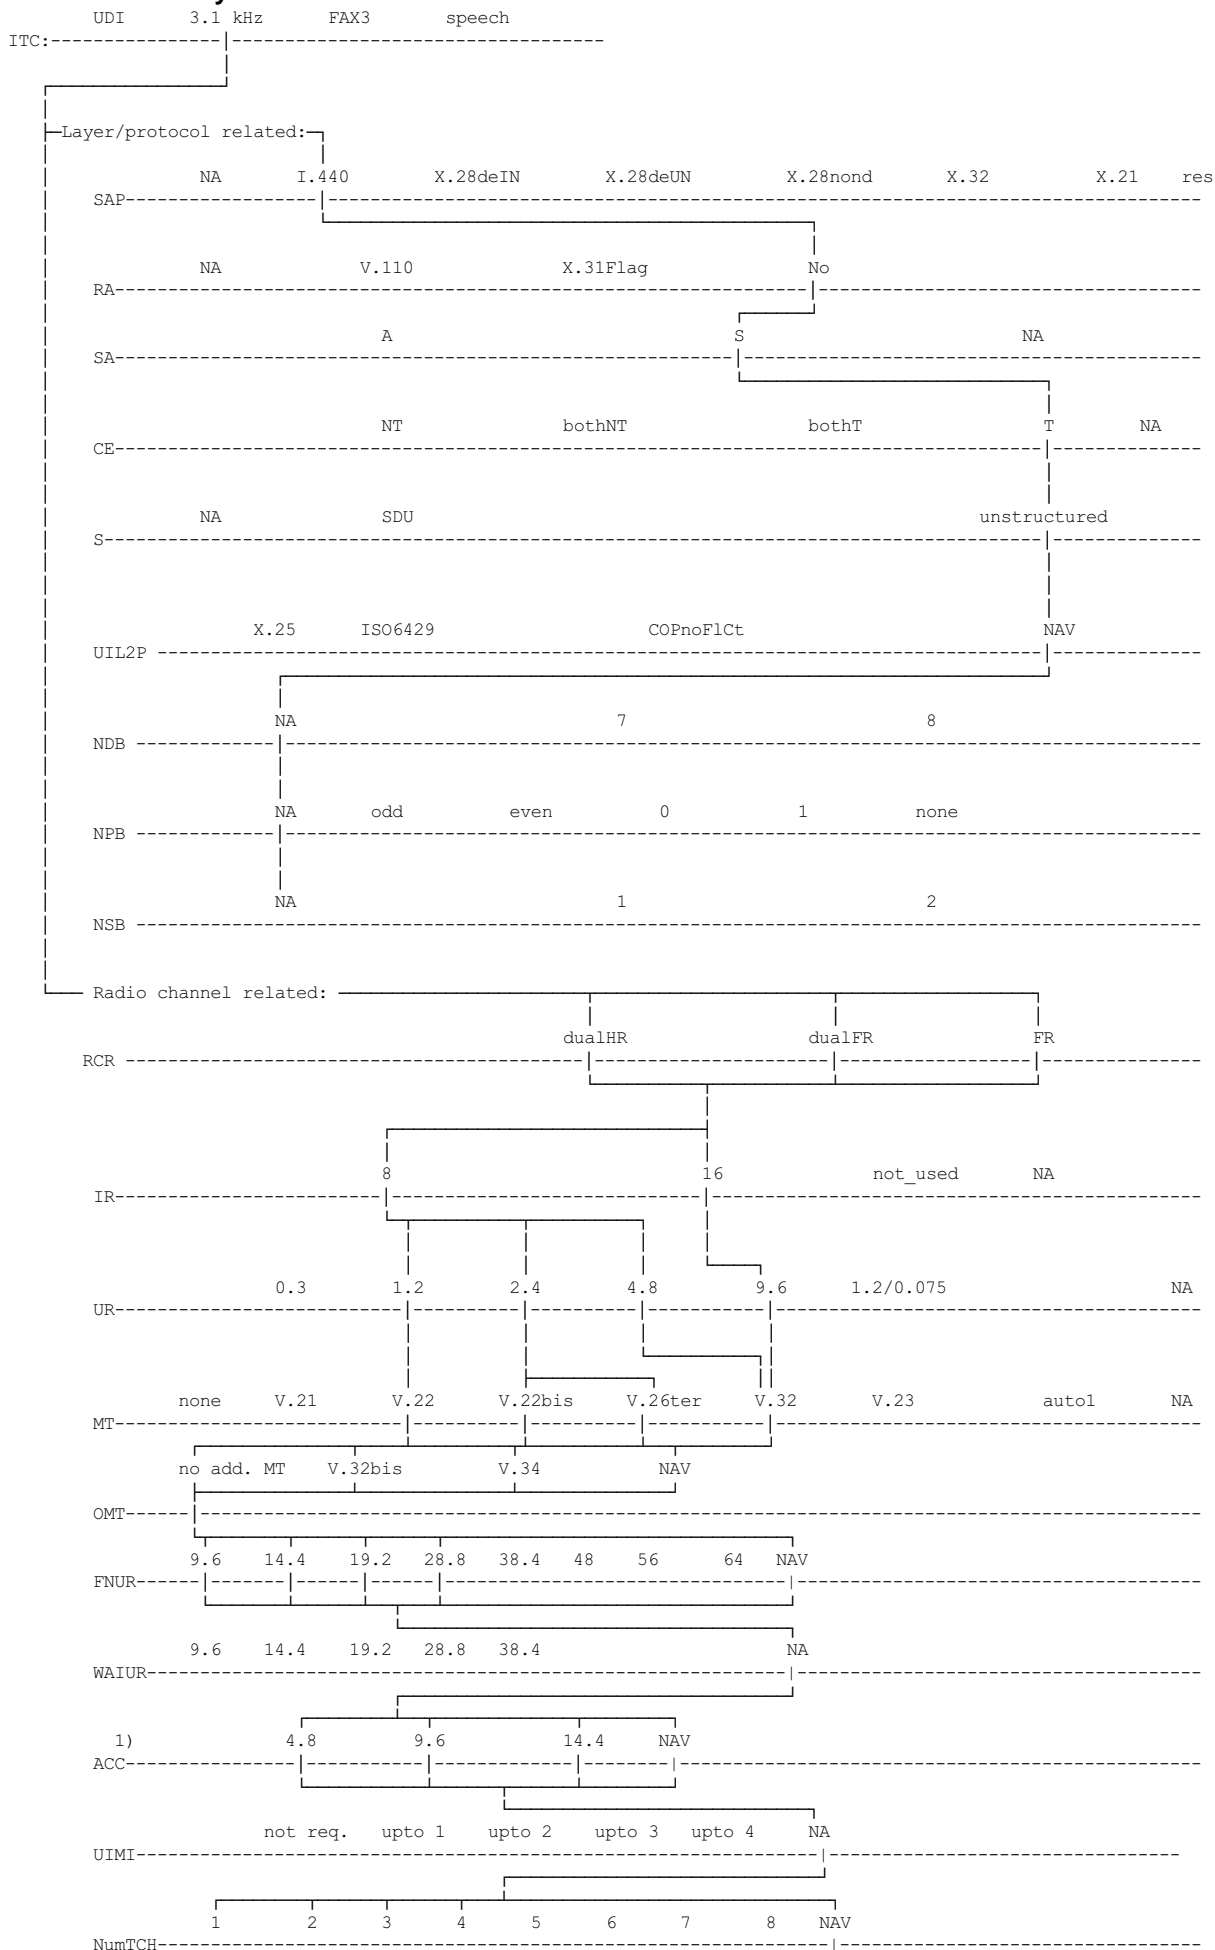 UDI 3.1 kHz FAX3 speech
ITC:
Layer/protocol related:
NA I.440 X.28deIN X.28deUN X.28nond X.32 X.21 res
SAP
NA V.110 X.31Flag No
RA
A S NA
SA
NT bothNT bothT T NA
CE
NA SDU unstructured
S
X.25 ISO6429 COPnoFlCt NAV
UIL2P
NA 7 8
NDB
NA odd even 0 1 none
NPB
NA 1 2
NSB
Radio channel related:
dualHR dualFR FR
RCR
8 16 not_used NA
IR
0.3 1.2 2.4 4.8 9.6 1.2/0.075 NA
UR
none V.21 V.22 V.22bis V.26ter V.32 V.23 auto1 NA
MT
no add. MT V.32bis V.34 NAV
OMT
9.6 14.4 19.2 28.8 38.4 48 56 64 NAV
FNUR
9.6 14.4 19.2 28.8 38.4 NA
WAIUR
1) 4.8 9.6 14.4 NAV
ACC
not req. upto 1 upto 2 upto 3 upto 4 NA
UIMI
1 2 3 4 5 6 7 8 NAV
NumTCH